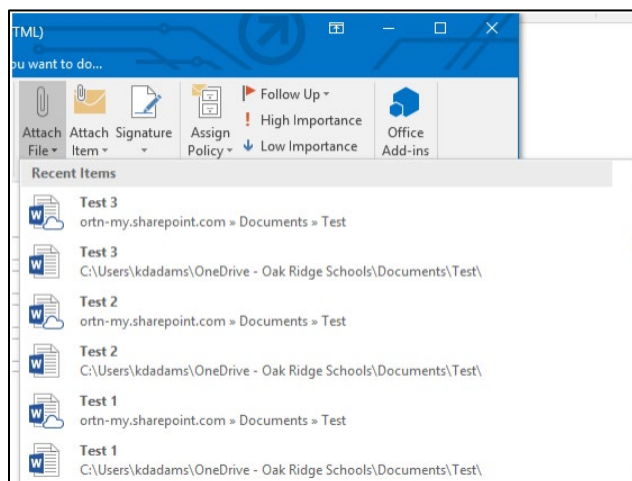 TML)
ou want to do...
Attach File
Attach Item
Signature
Assign Policy
Follow Up
High Importance
Low Importance
Office Add-ins
Recent Items
Test 3
ortn-my.sharepoint.com » Documents » Test
Test 3
C:\Users\kdadams\OneDrive - Oak Ridge Schools\Documents\Test\
Test 2
ortn-my.sharepoint.com » Documents » Test
Test 2
C:\Users\kdadams\OneDrive - Oak Ridge Schools\Documents\Test\
Test 1
ortn-my.sharepoint.com » Documents » Test
Test 1
C:\Users\kdadams\OneDrive - Oak Ridge Schools\Documents\Test\